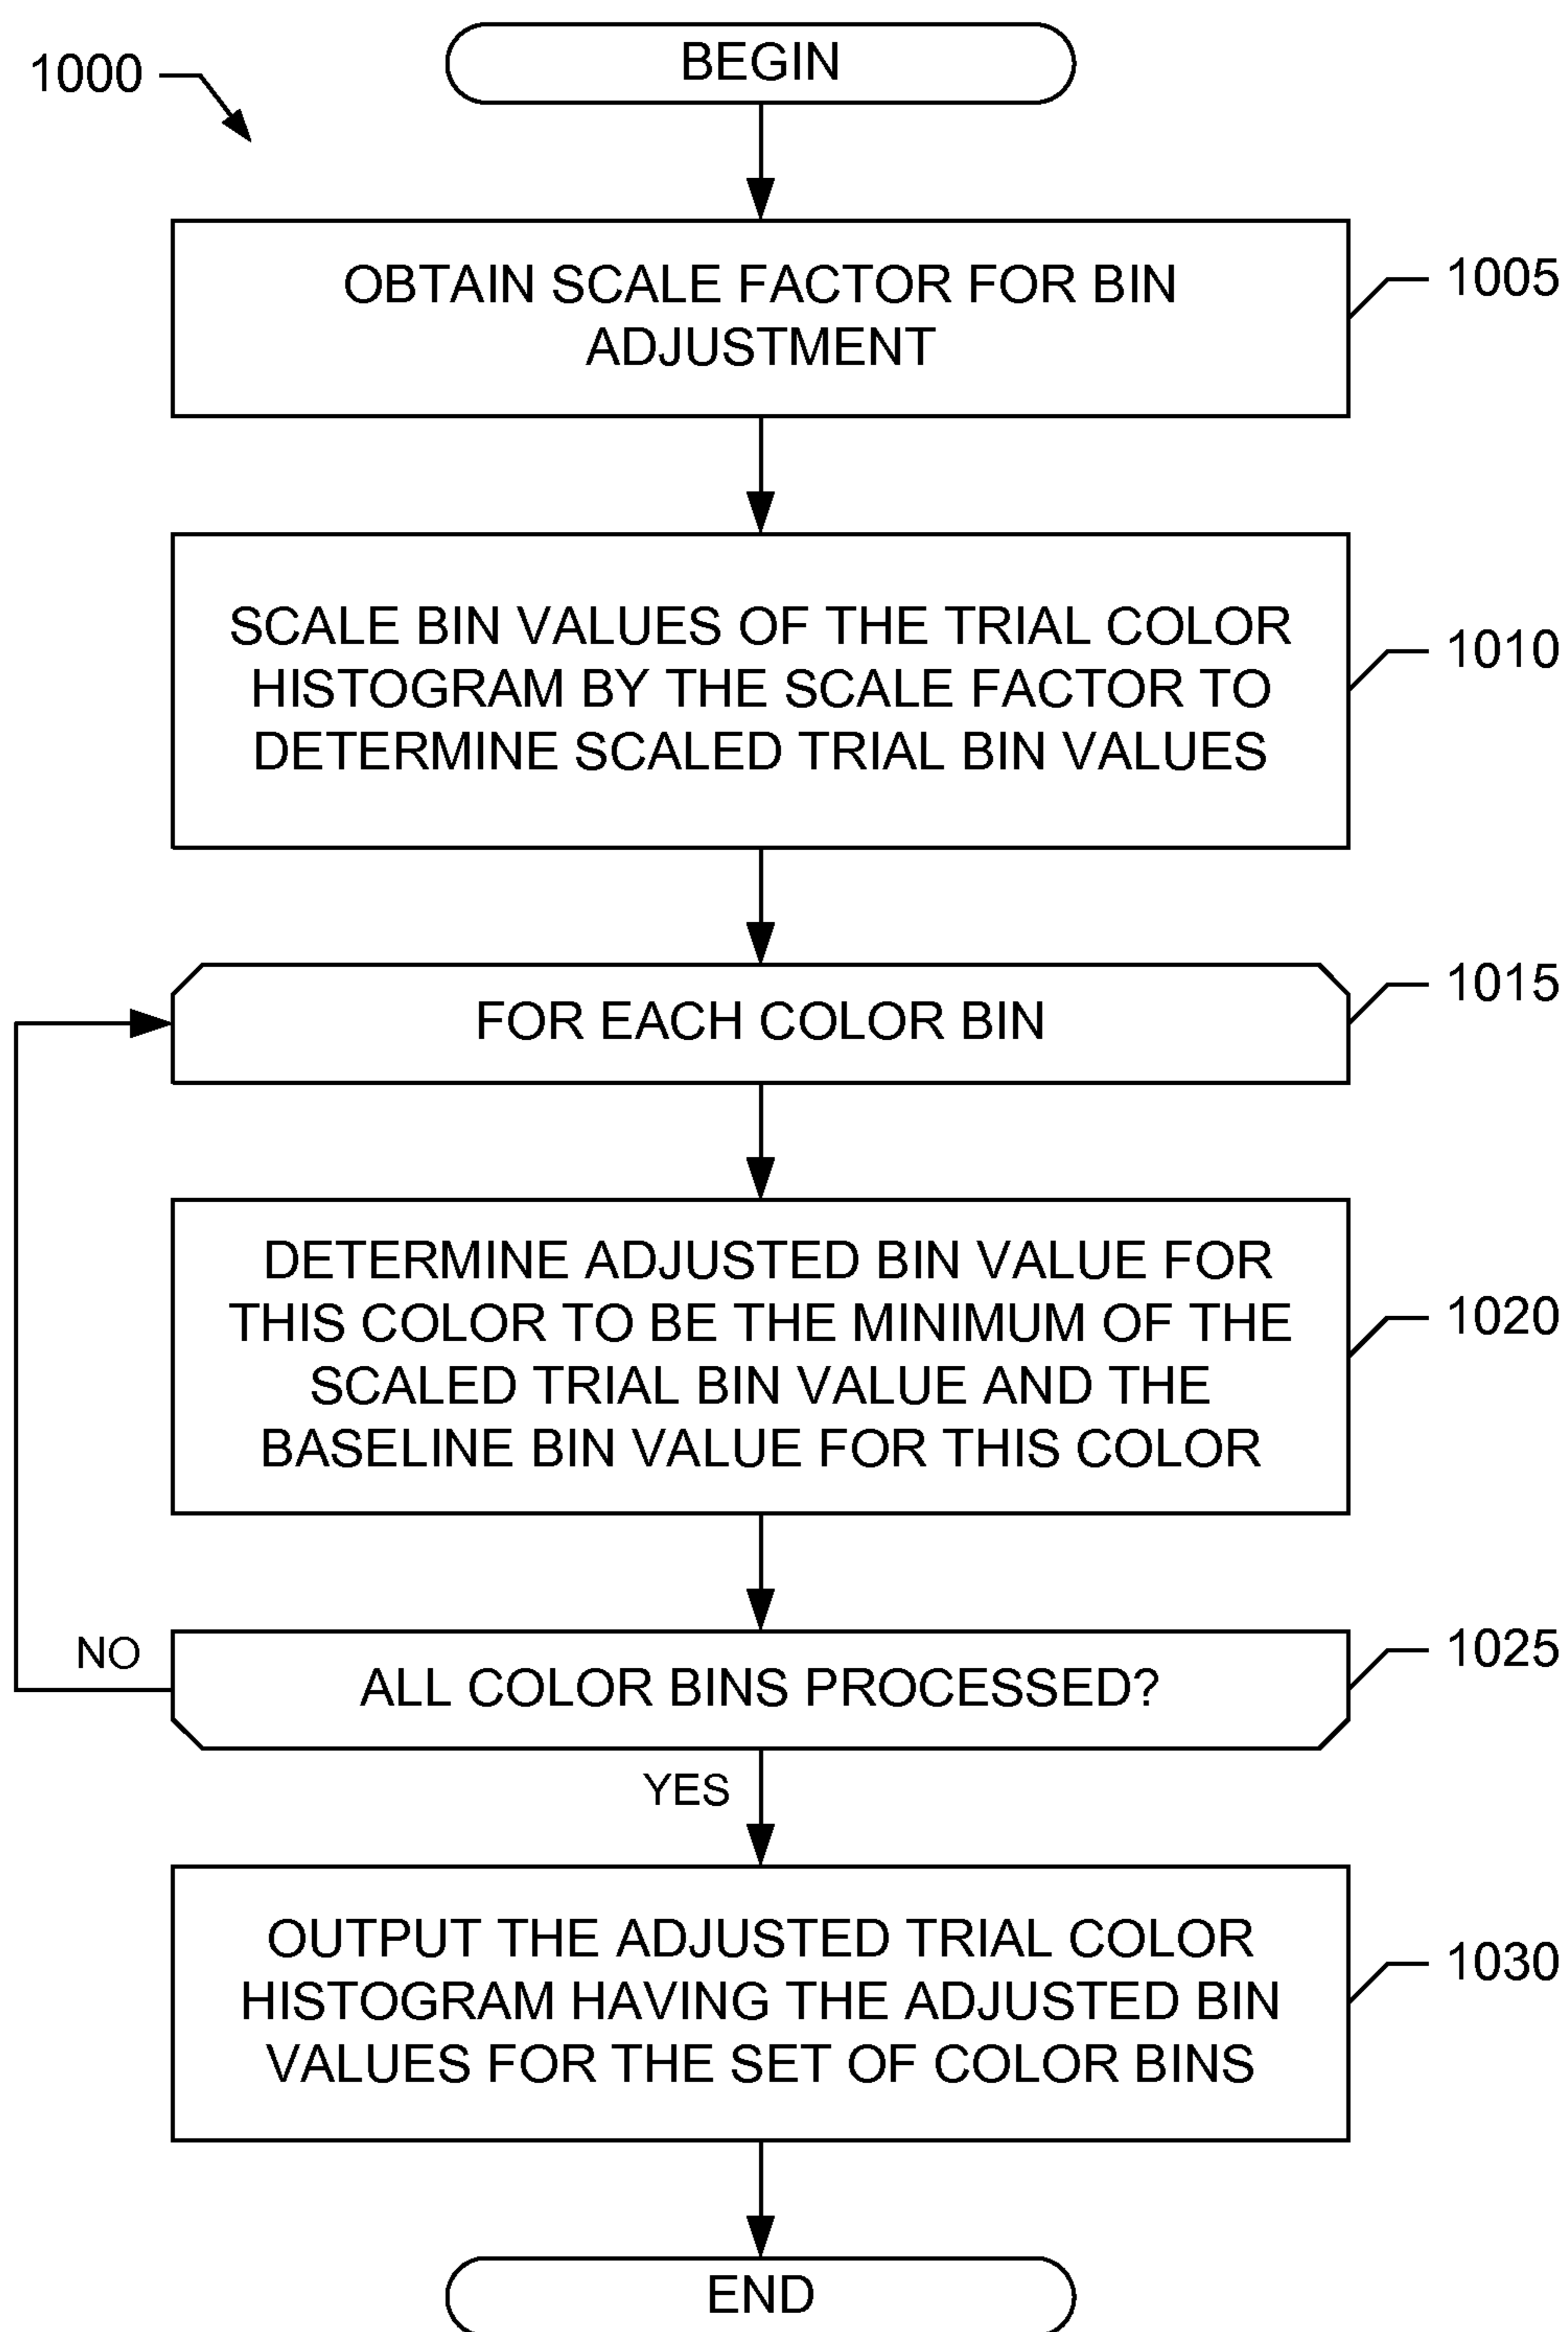 1000
BEGIN
OBTAIN SCALE FACTOR FOR BIN
ADJUSTMENT
1005
SCALE BIN VALUES OF THE TRIAL COLOR
HISTOGRAM BY THE SCALE FACTOR TO
DETERMINE SCALED TRIAL BIN VALUES
1010
FOR EACH COLOR BIN
1015
DETERMINE ADJUSTED BIN VALUE FOR
THIS COLOR TO BE THE MINIMUM OF THE
SCALED TRIAL BIN VALUE AND THE
BASELINE BIN VALUE FOR THIS COLOR
1020
NO
ALL COLOR BINS PROCESSED?
1025
YES
OUTPUT THE ADJUSTED TRIAL COLOR
HISTOGRAM HAVING THE ADJUSTED BIN
VALUES FOR THE SET OF COLOR BINS
1030
END